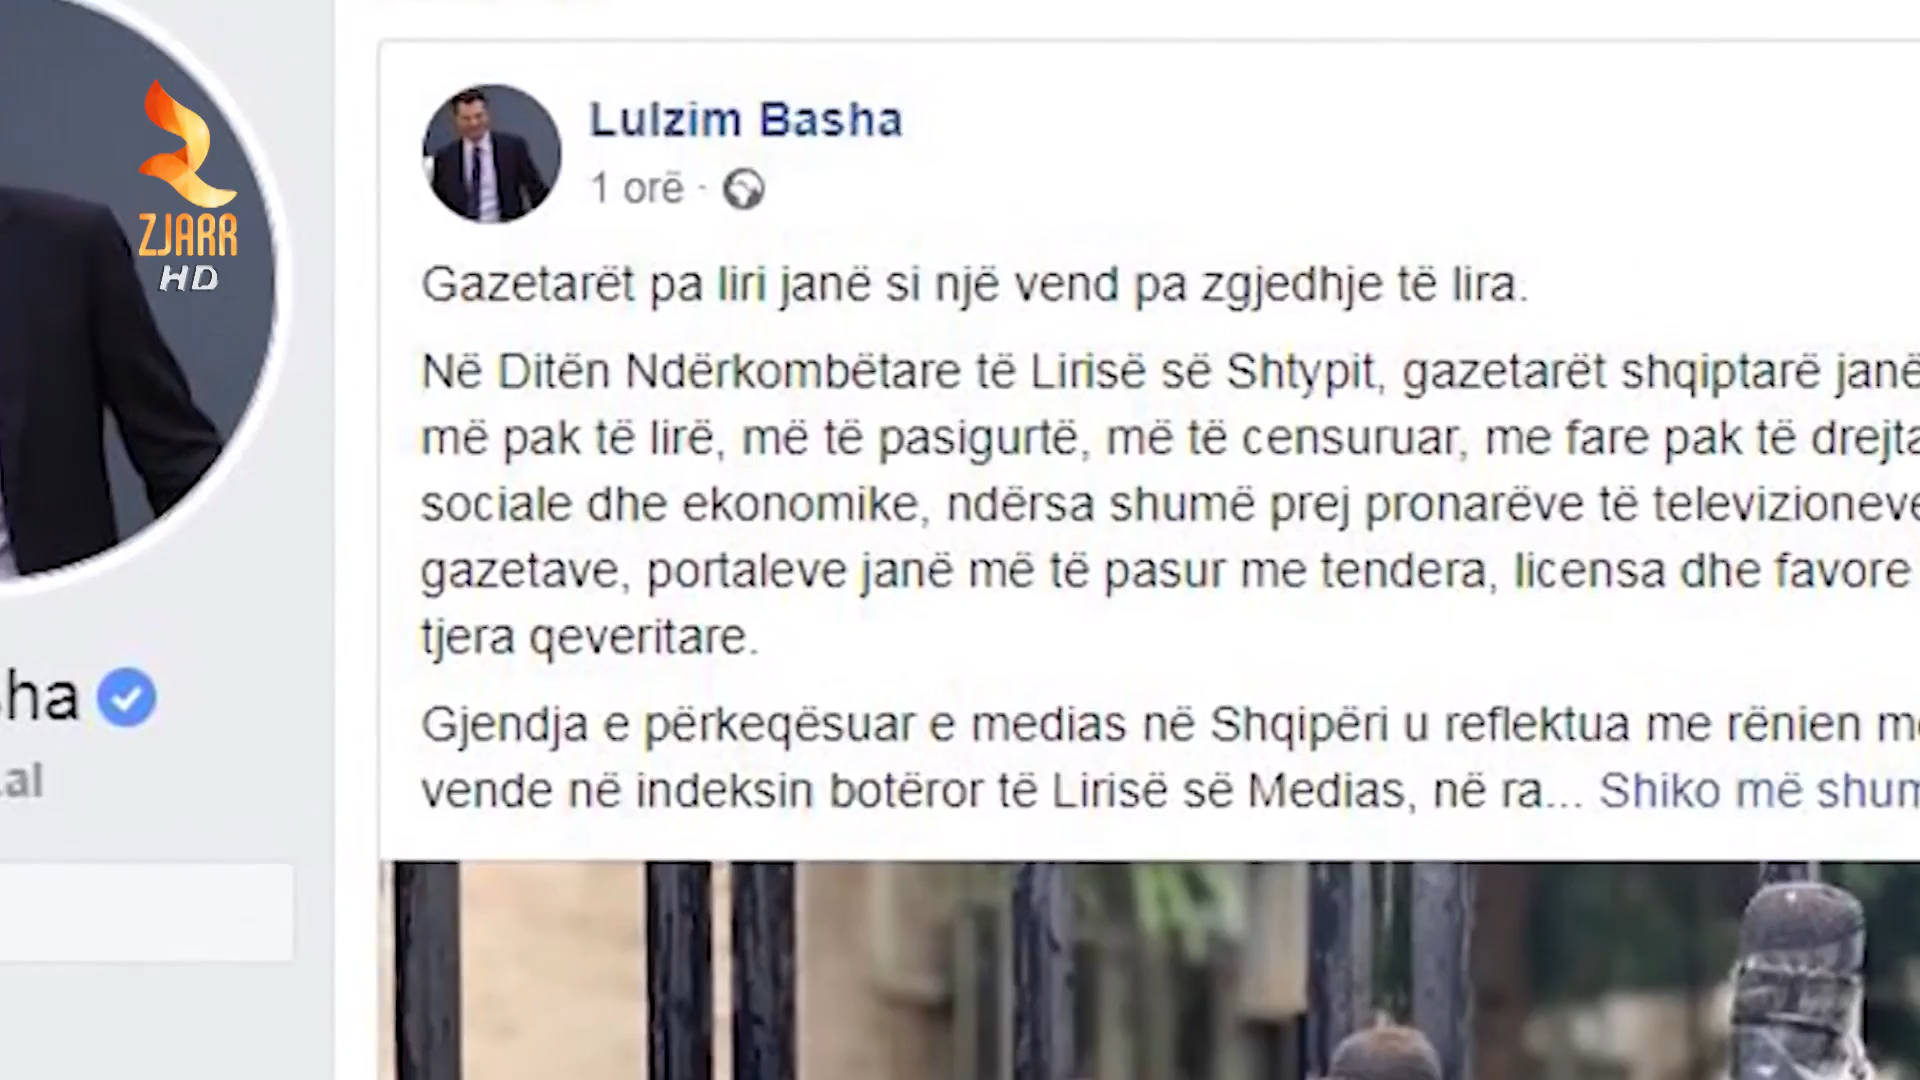 ZJARR
HD
Lulzim Basha
1 orë ·
Gazetarët pa liri janë si një vend pa zgjedhje të lira.
Në Ditën Ndërkombëtare të Lirisë së Shtypit, gazetarët shqiptarë janë
më pak të lirë, më të pasigurtë, më të censuruar, me fare pak të drejta
sociale dhe ekonomike, ndërsa shumë prej pronarëve të televizioneve
gazetave, portaleve janë më të pasur me tendera, licensa dhe favore
tjera qeveritare.
Gjendja e përkeqësuar e medias në Shqipëri u reflektua me rënien
vende në indeksin botëror të Lirisë së Medias, në ra... Shiko më shum
sha
.al